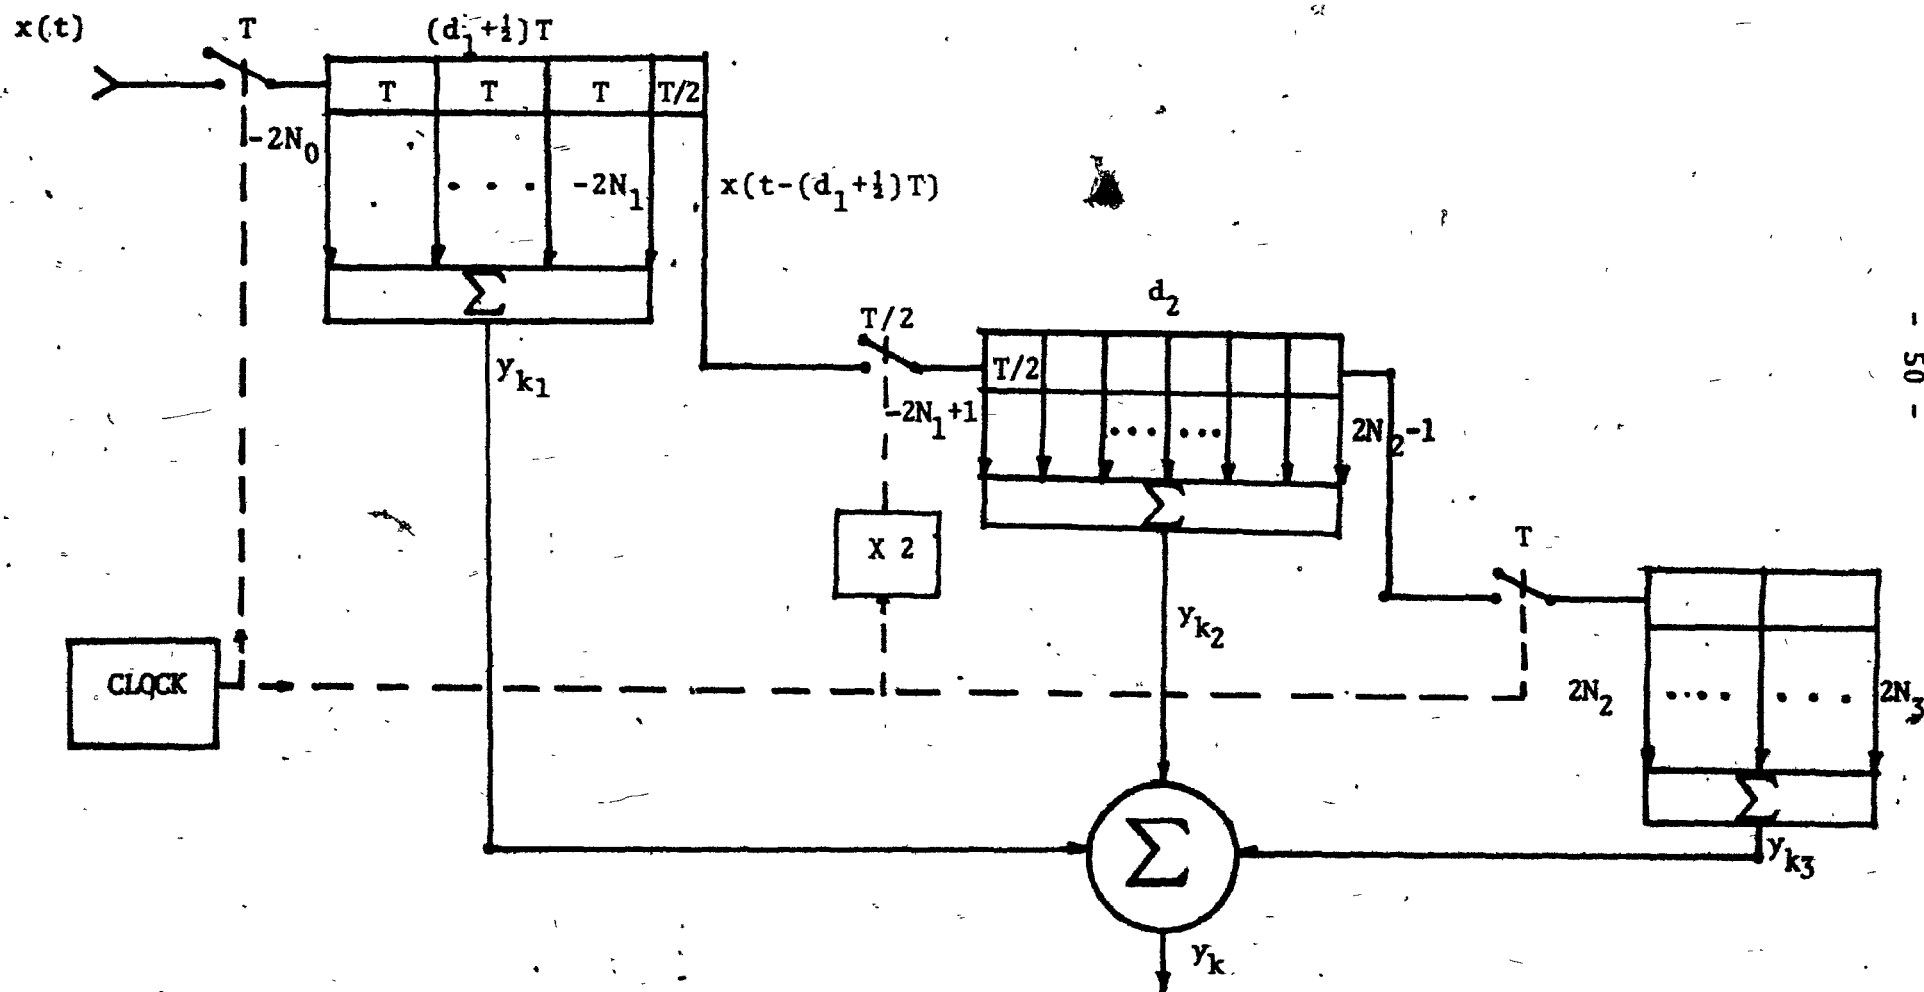 x(t)
T
(d₁+½)T
T T T T/2
-2N₀
. . . -2N₁
x(t-(d₁+½)T)
Σ
y_k₁
T/2
d₂
T/2
-2N₁+1
.... ....
2N₂-1
Σ
X 2
y_k₂
T
CLOCK
2N₂
.... . . .
2N₃
Σ
y_k₃
Σ
y_k
- 50 -